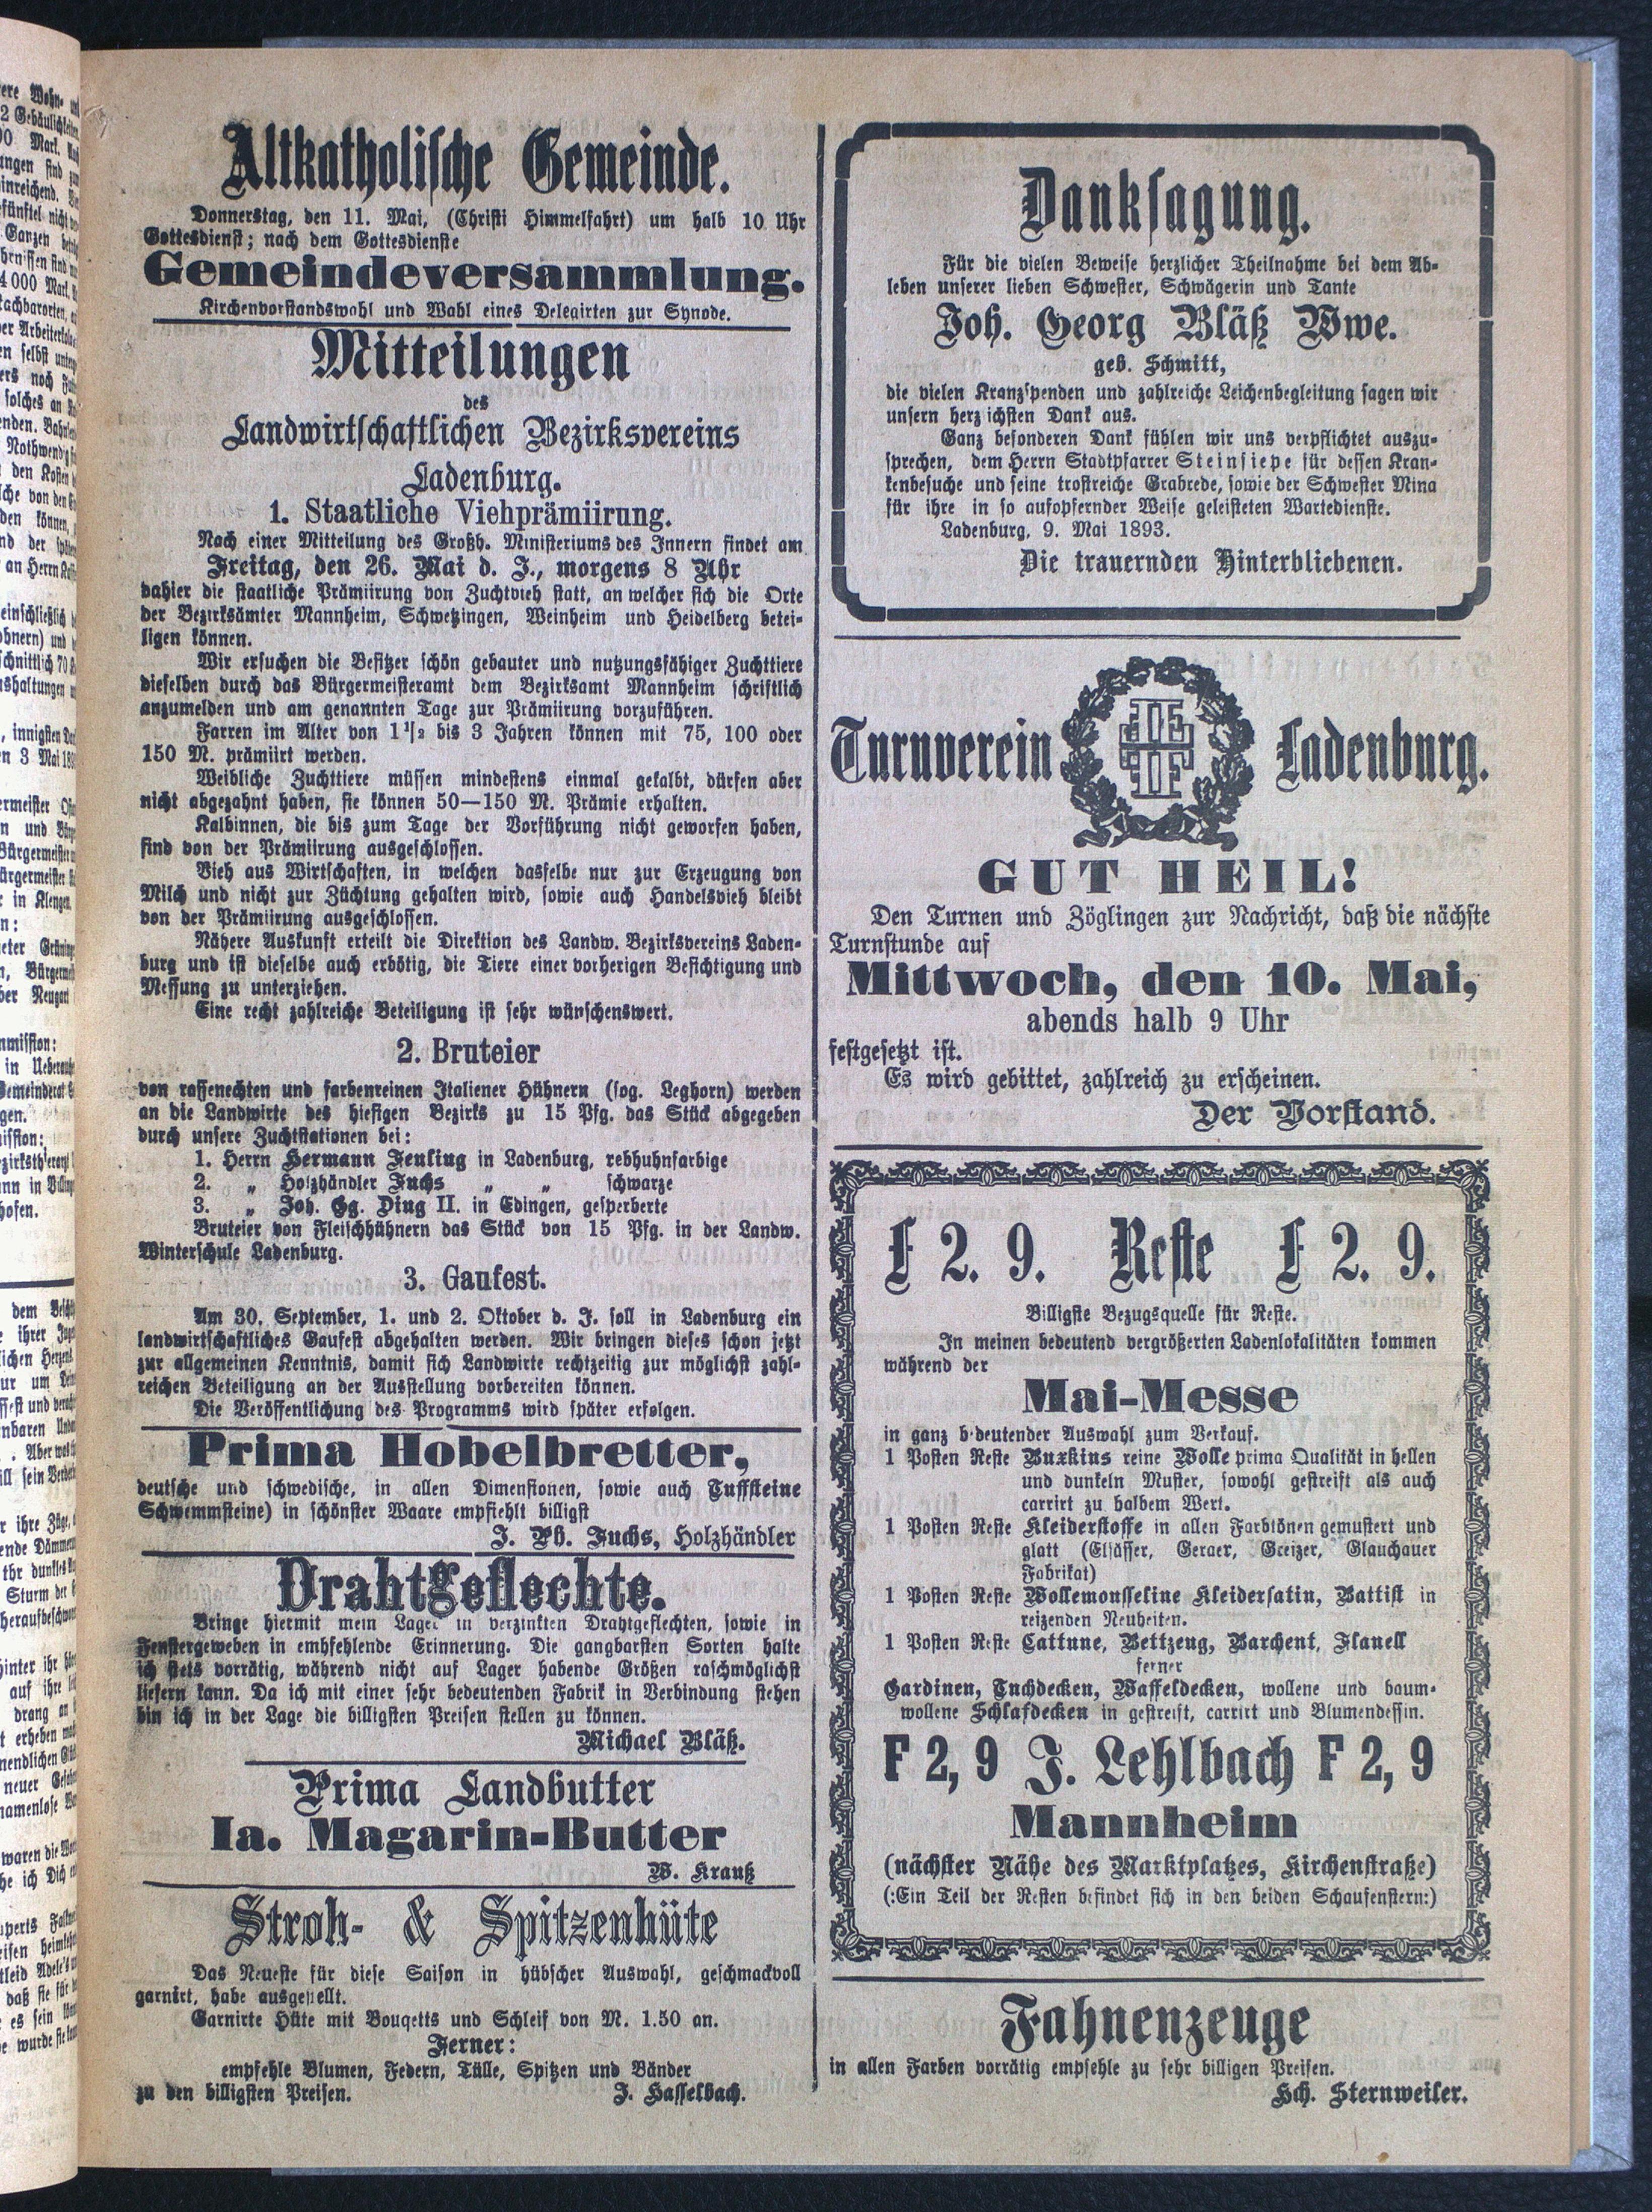 Altkatholische Gemeinde.
Donnerstag, den 11. Mai, (Christi Himmelfahrt) um halb 10 Uhr
Gottesdienst; nach dem Gottesdienste
Gemeindeversammlung.
Kirchenvorstandswahl und Wahl eines Delegirten zur Synode.
Mitteilungen
des
Landwirtschaftlichen Bezirksvereins
Ladenburg.
1. Staatliche Viehprämiirung.
Nach einer Mitteilung des Großh. Ministeriums des Innern findet am
Freitag, den 26. Mai d. J., morgens 8 Uhr
dahier die staatliche Prämiirung von Zuchtvieh statt, an welcher sich die Orte
der Bezirksämter Mannheim, Schwetzingen, Weinheim und Heidelberg betei-
ligen können.
Wir ersuchen die Besitzer schön gebauter und nutzungsfähiger Zuchttiere
dieselben durch das Bürgermeisteramt dem Bezirksamt Mannheim schriftlich
anzumelden und am genannten Tage zur Prämiirung vorzuführen.
Farren im Alter von 1½ bis 3 Jahren können mit 75, 100 oder
150 M. prämiirt werden.
Weibliche Zuchttiere müssen mindestens einmal gekalbt, dürfen aber
nicht abgezahnt haben, sie können 50—150 M. Prämie erhalten.
Kalbinnen, die bis zum Tage der Vorführung nicht geworfen haben,
sind von der Prämiirung ausgeschlossen.
Vieh aus Wirtschaften, in welchen dasselbe nur zur Erzeugung von
Milch und nicht zur Züchtung gehalten wird, sowie auch Handelsvieh bleibt
von der Prämiirung ausgeschlossen.
Nähere Auskunft erteilt die Direktion des Landw. Bezirksvereins Laden-
burg und ist dieselbe auch erbötig, die Tiere einer vorherigen Besichtigung und
Messung zu unterziehen.
Eine recht zahlreiche Beteiligung ist sehr wünschenswert.
2. Bruteier
von rassenechten und farbenreinen Italiener Hühnern (sog. Leghorn) werden
an die Landwirte des hiesigen Bezirks zu 15 Pfg. das Stück abgegeben
durch unsere Zuchtstationen bei:
1. Herrn Hermann Jenling in Ladenburg, rebhuhnfarbige
2. „ Holzhändler Fuchs „ „ schwarze
3. „ Joh. Gg. Ding II. in Edingen, gesperberte
Bruteier von Fleischhühnern das Stück von 15 Pfg. in der Landw.
Winterschule Ladenburg.
3. Gaufest.
Am 30. September, 1. und 2. Oktober d. J. soll in Ladenburg ein
landwirtschaftliches Gaufest abgehalten werden. Wir bringen dieses schon jetzt
zur allgemeinen Kenntnis, damit sich Landwirte rechtzeitig zur möglichst zahl-
reichen Beteiligung an der Ausstellung vorbereiten können.
Die Veröffentlichung des Programms wird später erfolgen.
Prima Hobelbretter,
deutsche und schwedische, in allen Dimensionen, sowie auch Tuffsteine
Schwemmsteine) in schönster Waare empfiehlt billigst
J. Ph. Fuchs, Holzhändler
Drahtgeflechte.
Bringe hiermit mein Lager in verzinkten Drahtgeflechten, sowie in
Fenstergeweben in emhfehlende Erinnerung. Die gangbarsten Sorten halte
ich stets vorrätig, während nicht auf Lager habende Größen raschmöglichst
liefern kann. Da ich mit einer sehr bedeutenden Fabrik in Verbindung stehen
bin ich in der Lage die billigsten Preisen stellen zu können.
Michael Bläß.
Prima Landbutter
Ia. Magarin-Butter
W. Krauß
Stroh- & Spitzenhüte
Das Neueste für diese Saison in hübscher Auswahl, geschmackvoll
garnirt, habe ausgestellt.
Garnirte Hüte mit Bouqetts und Schleif von M. 1.50 an.
Ferner:
empfehle Blumen, Federn, Tülle, Spitzen und Bänder
zu den billigsten Preisen. J. Hasselbach.
Danksagung.
Für die vielen Beweise herzlicher Theilnahme bei dem Ab-
leben unserer lieben Schwester, Schwägerin und Tante
Joh. Georg Bläß Wwe.
geb. Schmitt,
die vielen Kranzspenden und zahlreiche Leichenbegleitung sagen wir
unsern herz ichsten Dank aus.
Ganz besonderen Dank fühlen wir uns verpflichtet auszu-
sprechen, dem Herrn Stadtpfarrer Steinsiepe für dessen Kran-
kenbesuche und seine trostreiche Grabrede, sowie der Schwester Mina
für ihre in so aufopfernder Weise geleisteten Wartedienste.
Ladenburg, 9. Mai 1893.
Die trauernden Hinterbliebenen.
Turnverein Ladenburg.
GUT HEIL!
Den Turnen und Zöglingen zur Nachricht, daß die nächste
Turnstunde auf
Mittwoch, den 10. Mai,
abends halb 9 Uhr
festgesetzt ist.
Es wird gebittet, zahlreich zu erscheinen.
Der Vorstand.
F 2. 9. Reste F 2. 9.
Billigste Bezugsquelle für Reste.
In meinen bedeutend vergrößerten Ladenlokalitäten kommen
während der
Mai-Messe
in ganz b'deutender Auswahl zum Verkauf.
1 Posten Reste Buxkins reine Wolle prima Qualität in hellen
und dunkeln Muster, sowohl gestreift als auch
carrirt zu halbem Wert.
1 Posten Reste Kleiderstoffe in allen Farbtönen gemustert und
glatt (Elsässer, Geraer, Greizer, Glauchauer
Fabrikat)
1 Posten Reste Wollemousseline Kleidersatin, Battist in
reizenden Neuheiten.
1 Posten Reste Cattune, Bettzeug, Barchent, Flanell
ferner
Gardinen, Tuchdecken, Waffeldecken, wollene und baum-
wollene Schlafdecken in gestreift, carrirt und Blumendessin.
F 2, 9 J. Lehlbach F 2, 9
Mannheim
(nächster Nähe des Marktplatzes, Kirchenstraße)
(:Ein Teil der Resten befindet sich in den beiden Schaufenstern:)
Fahnenzeuge
in allen Farben vorrätig empfehle zu sehr billigen Preisen.
Hch. Sternweiler.